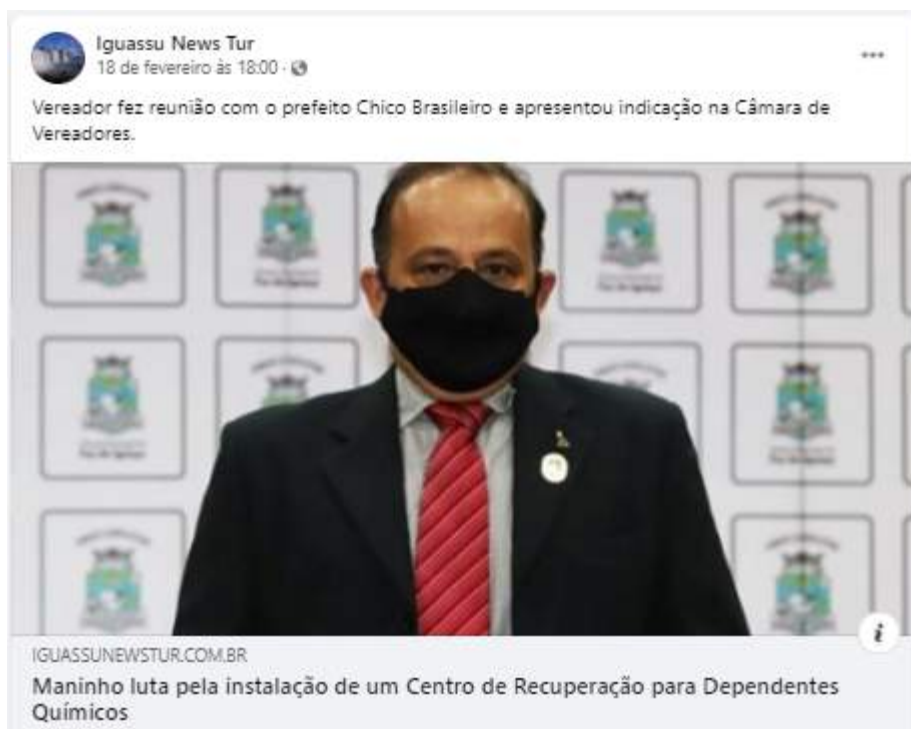 Iguassu News Tur
18 de fevereiro às 18:00 ·
Vereador fez reunião com o prefeito Chico Brasileiro e apresentou indicação na Câmara de
Vereadores.
IGUASSUNEWSTUR.COM.BR
Maninho luta pela instalação de um Centro de Recuperação para Dependentes
Químicos